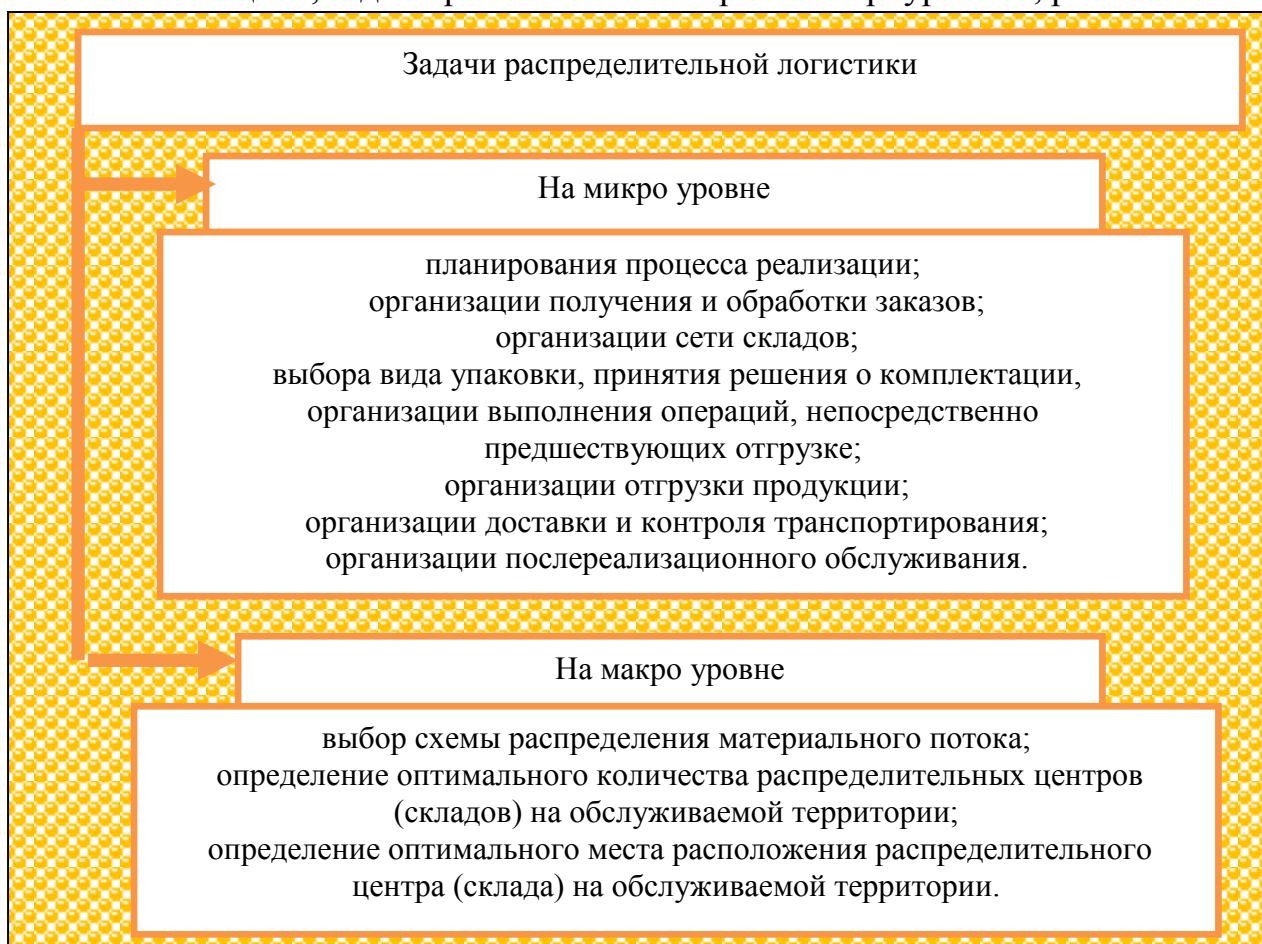 Задачи распределительной логистики
На микро уровне
планирования процесса реализации;
организации получения и обработки заказов;
организации сети складов;
выбора вида упаковки, принятия решения о комплектации,
организации выполнения операций, непосредственно
предшествующих отгрузке;
организации отгрузки продукции;
организации доставки и контроля транспортирования;
организации послереализационного обслуживания.
На макро уровне
выбор схемы распределения материального потока;
определение оптимального количества распределительных центров
(складов) на обслуживаемой территории;
определение оптимального места расположения распределительного
центра (склада) на обслуживаемой территории.